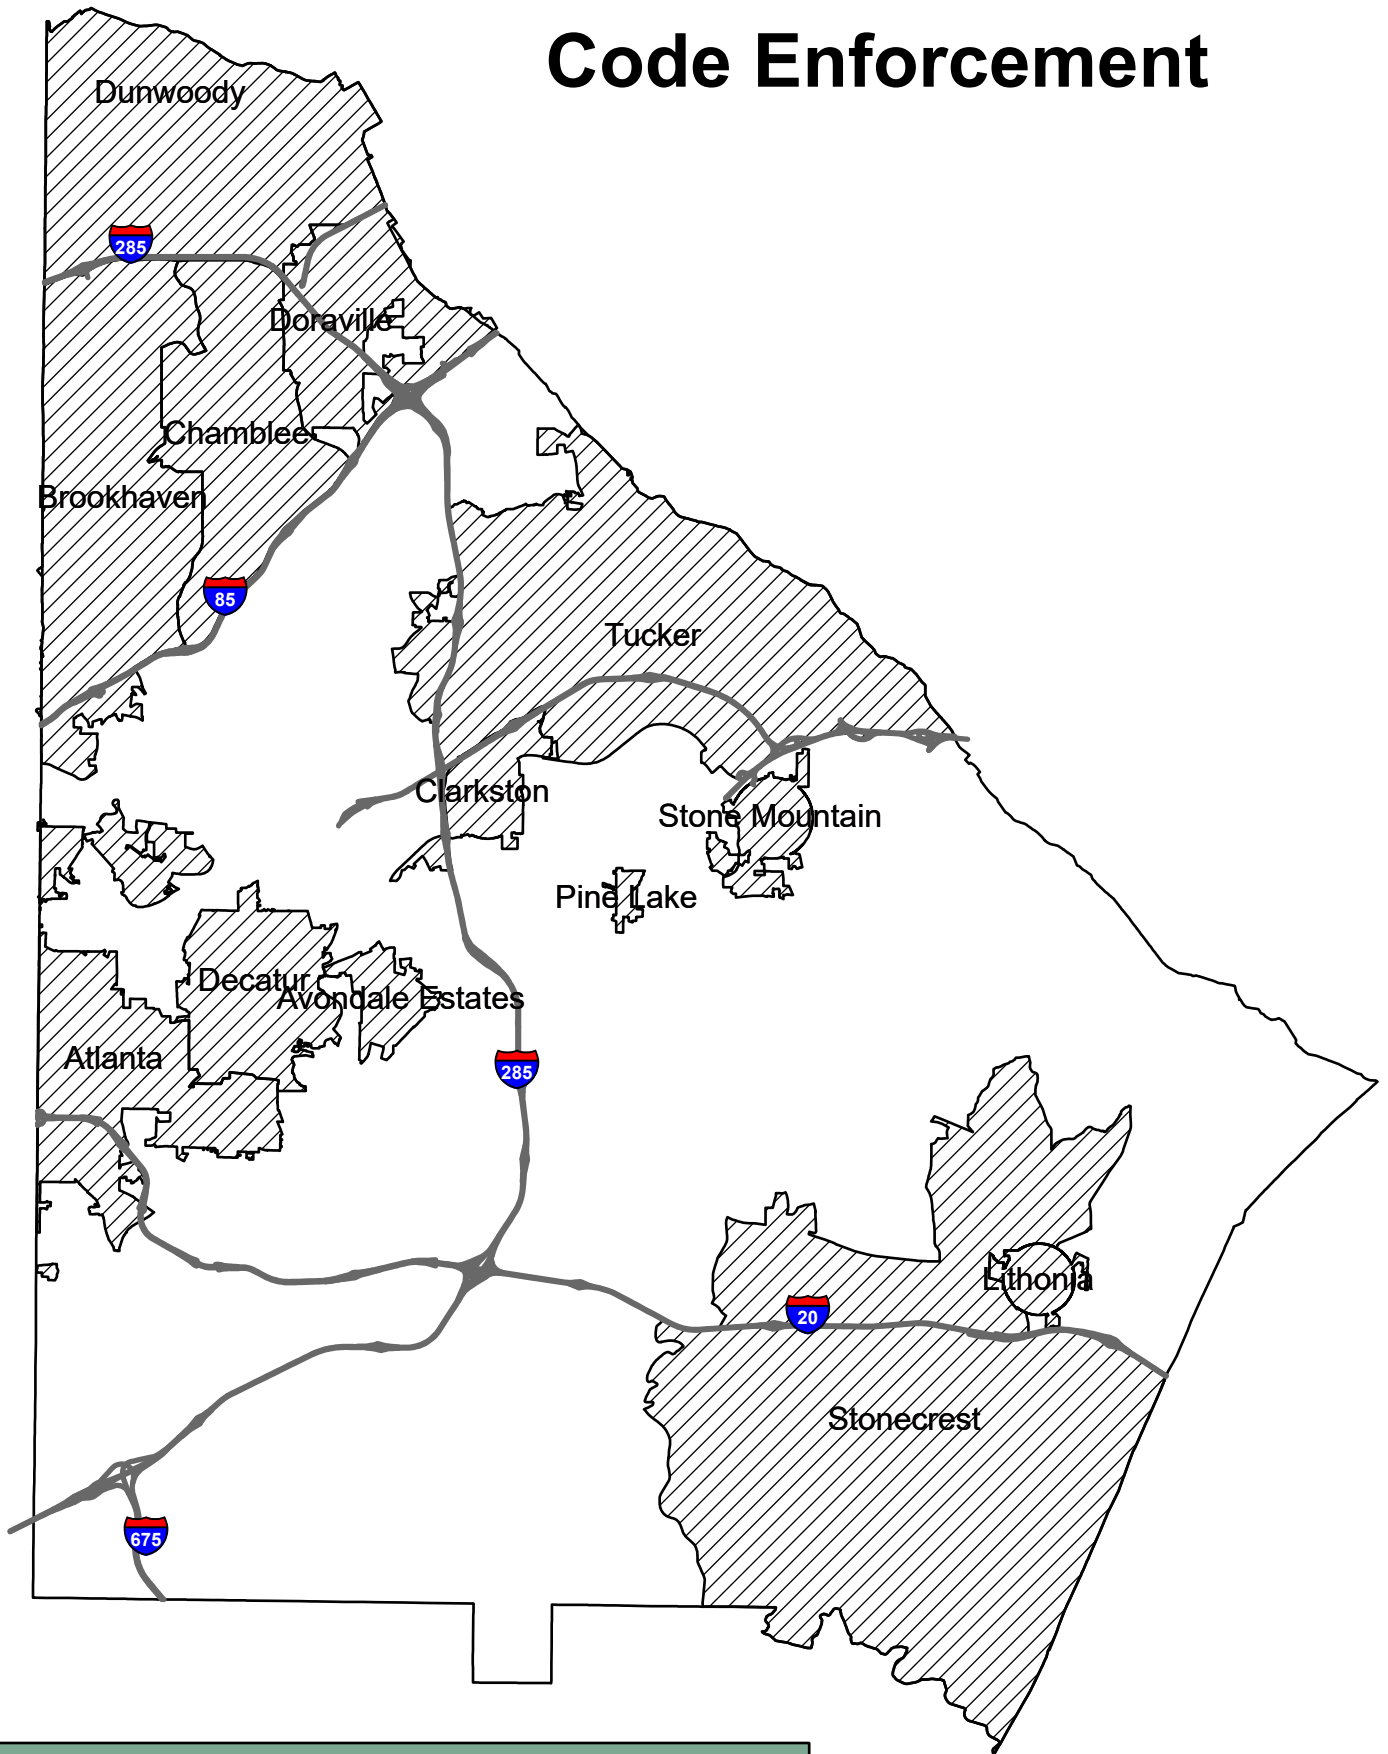 Code Enforcement
Dunwoody
285
Doraville
Chamblee
Brookhaven
85
Tucker
Clarkston
Stone Mountain
Pine Lake
Decatur
Avondale Estates
Atlanta
285
Lithonia
20
Stonecrest
675